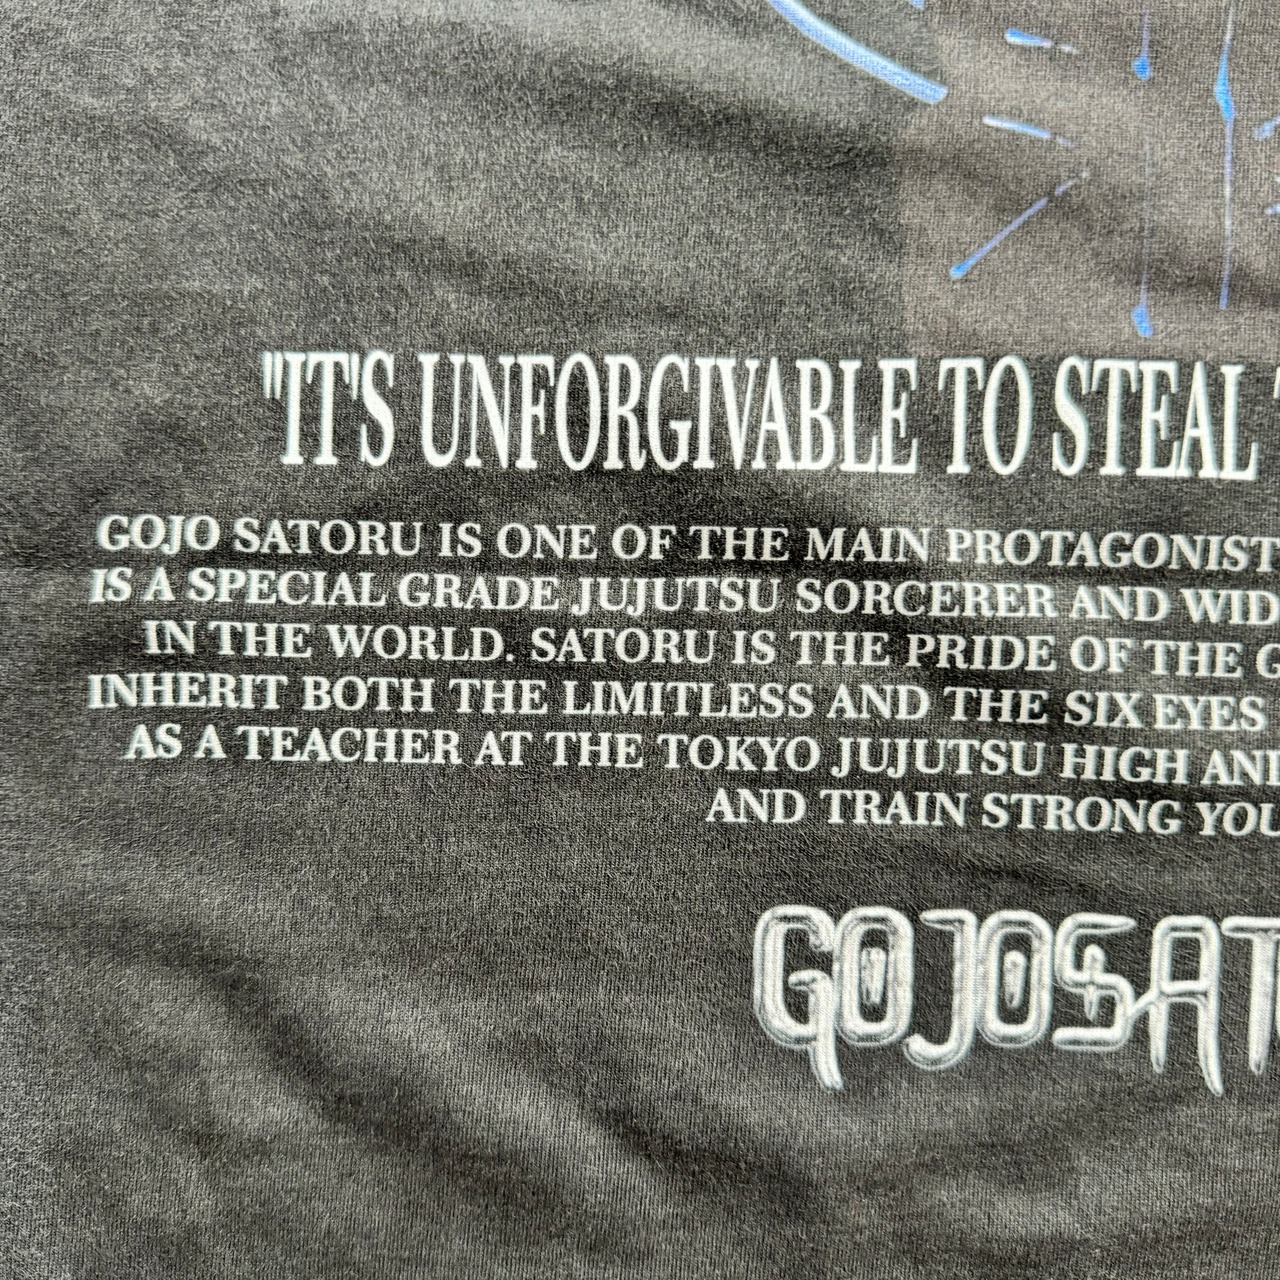 "IT'S UNFORGIVABLE TO STEAL
GOJO SATORU IS ONE OF THE MAIN PROTAGONIST
IS A SPECIAL GRADE JUJUTSU SORCERER AND WID
IN THE WORLD. SATORU IS THE PRIDE OF THE G
INHERIT BOTH THE LIMITLESS AND THE SIX EYES
AS A TEACHER AT THE TOKYO JUJUTSU HIGH AND
AND TRAIN STRONG YOU
GOJOSAT